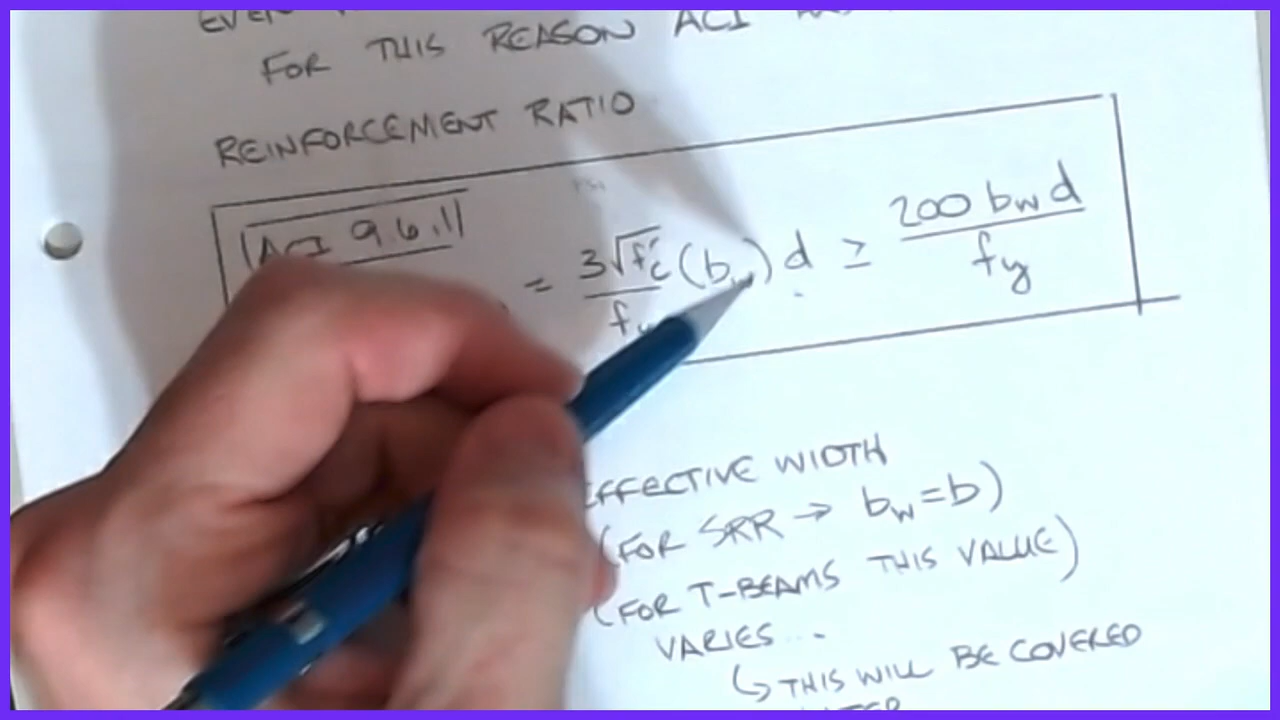 FOR THIS REASON ACI
REINFORCEMENT RATIO
ACI 9.6.1
= 3√f'c / fy (bw) d ≥ 200 bw d / fy
EFFECTIVE WIDTH
(FOR SRR → bw = b)
(FOR T-BEAMS THIS VALUE)
VARIES...
↳ THIS WILL BE COVERED